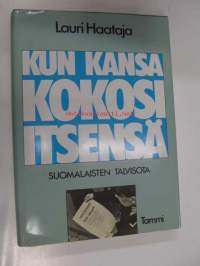 Lauri Haataja
KUN KANSA
KOKOSI
ITSENSÄ
SUOMALAISTEN TALVISOTA
Tammi